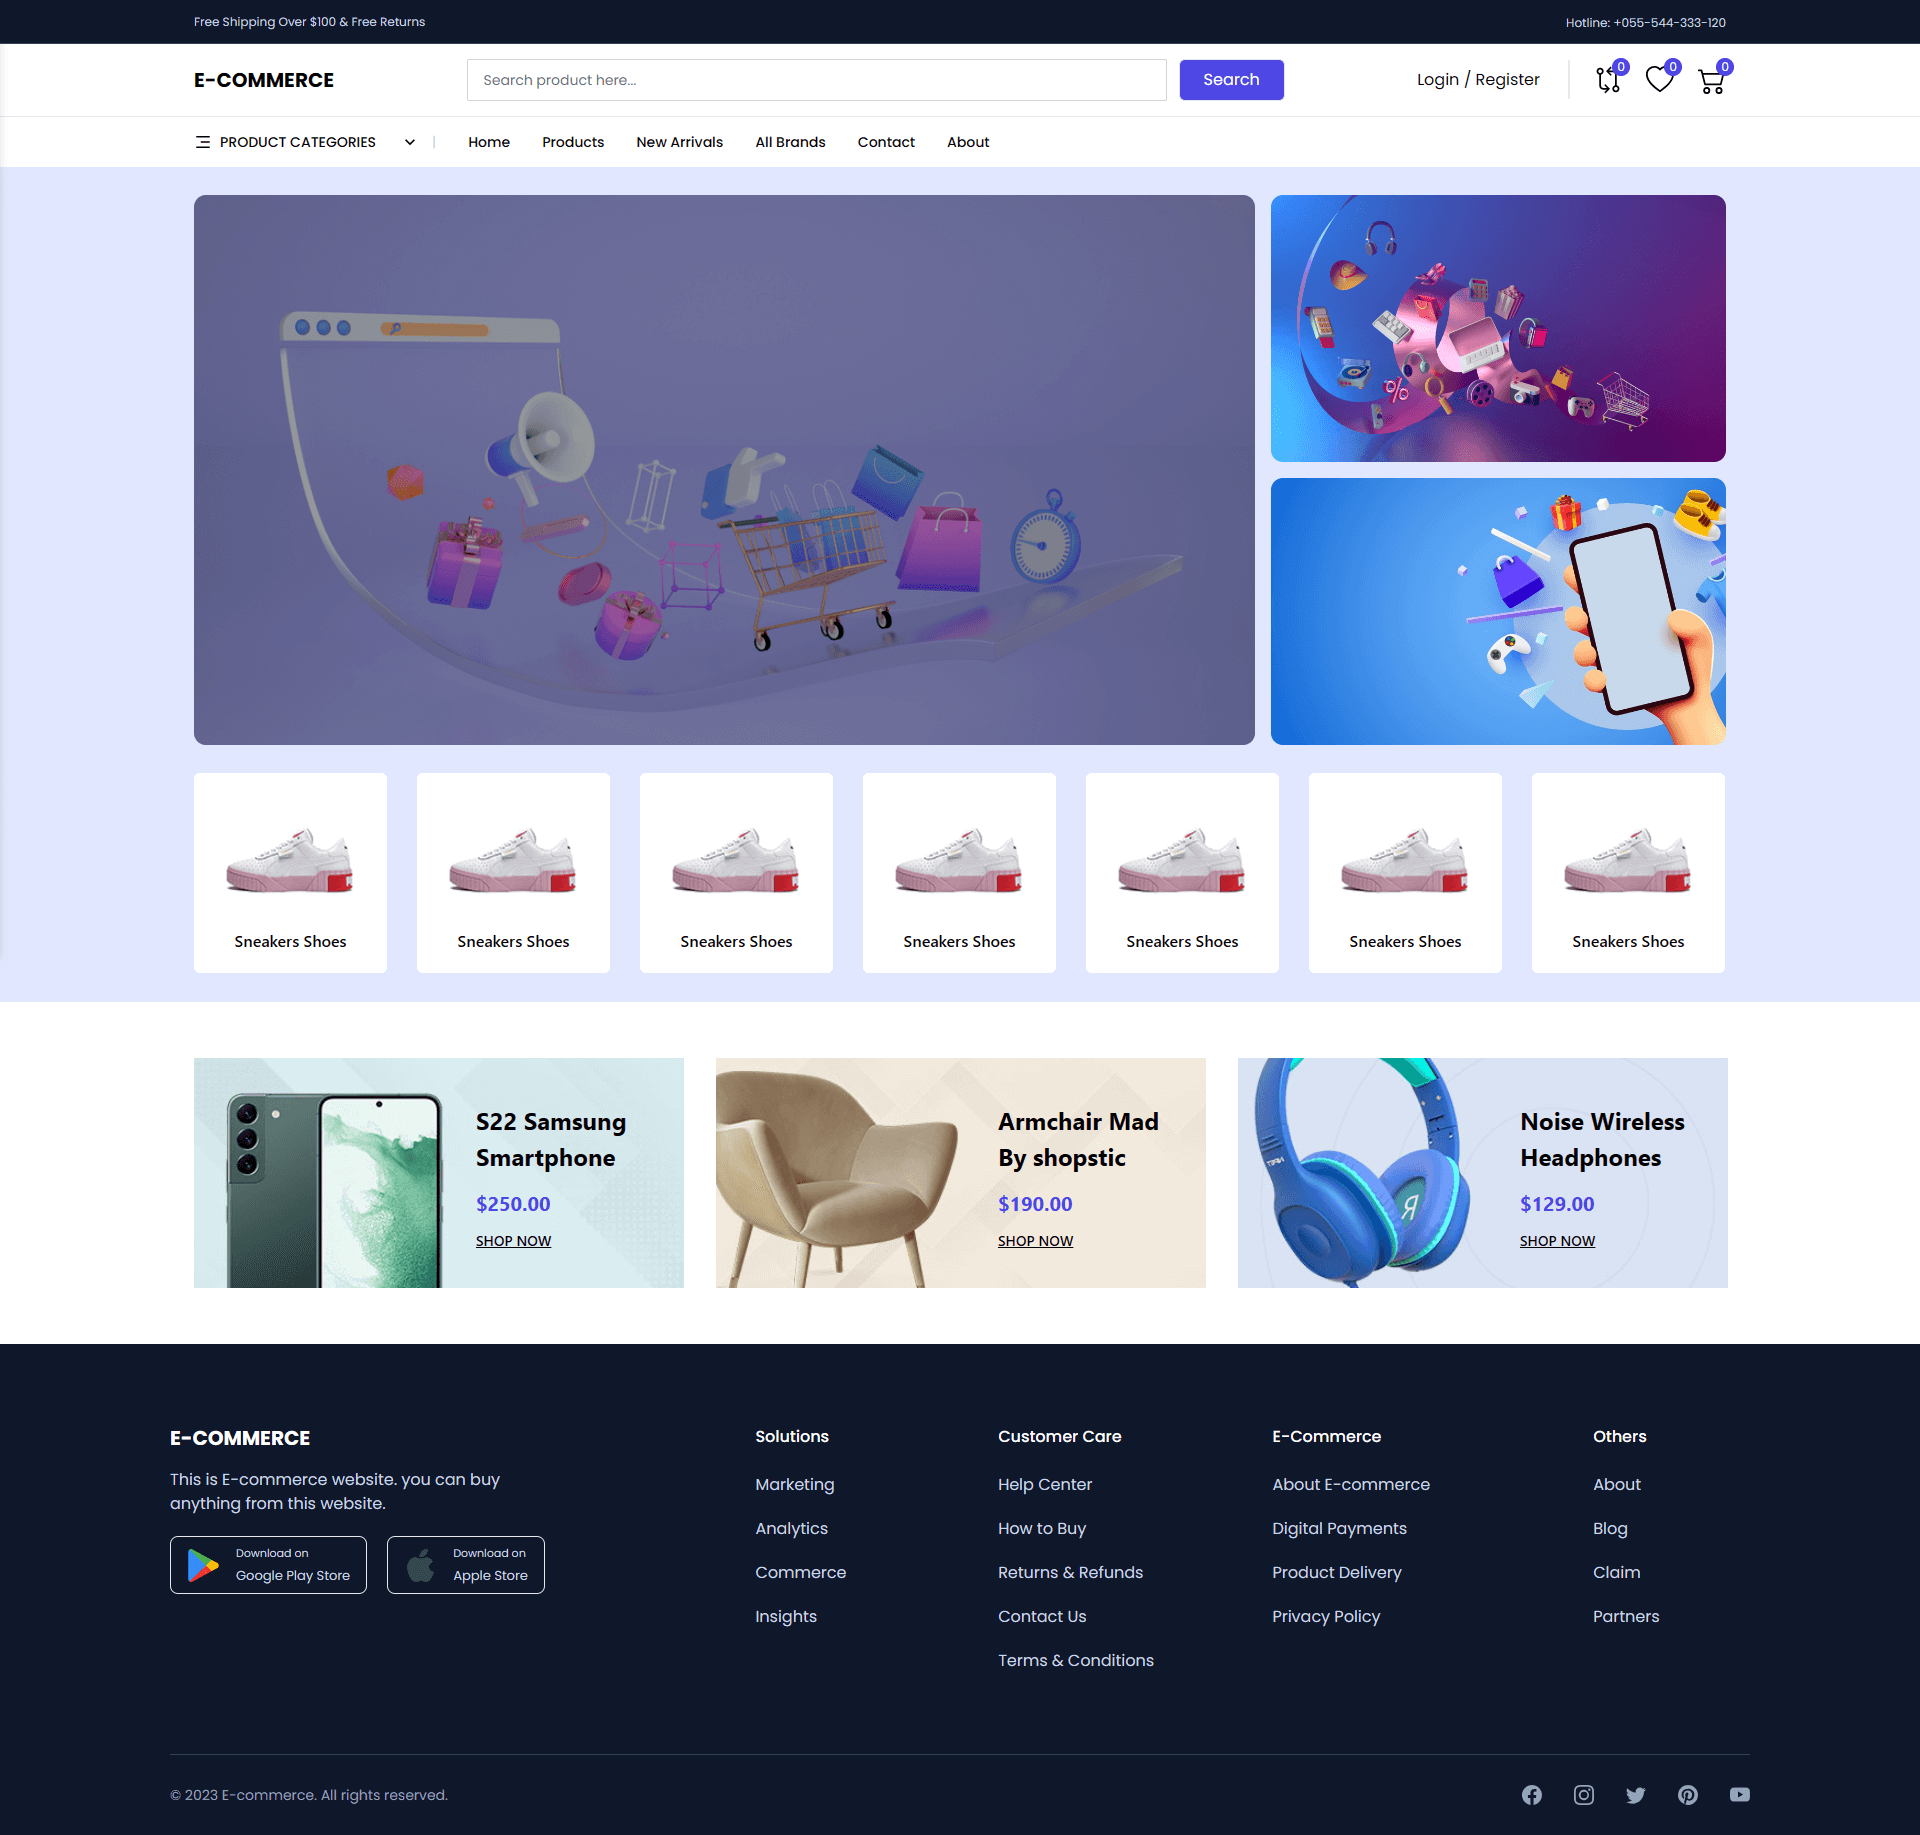 Free Shipping Over $100 & Free Returns
Hotline: +055-544-333-120
E-COMMERCE
Search product here...
Search
Login / Register
0
0
0
PRODUCT CATEGORIES
Home
Products
New Arrivals
All Brands
Contact
About
Sneakers Shoes
Sneakers Shoes
Sneakers Shoes
Sneakers Shoes
Sneakers Shoes
Sneakers Shoes
Sneakers Shoes
S22 Samsung
Smartphone
$250.00
SHOP NOW
Armchair Mad
By shopstic
$190.00
SHOP NOW
Noise Wireless
Headphones
$129.00
SHOP NOW
E-COMMERCE
This is E-commerce website. you can buy
anything from this website.
Download on
Google Play Store
Download on
Apple Store
Solutions
Marketing
Analytics
Commerce
Insights
Customer Care
Help Center
How to Buy
Returns & Refunds
Contact Us
Terms & Conditions
E-Commerce
About E-commerce
Digital Payments
Product Delivery
Privacy Policy
Others
About
Blog
Claim
Partners
© 2023 E-commerce. All rights reserved.